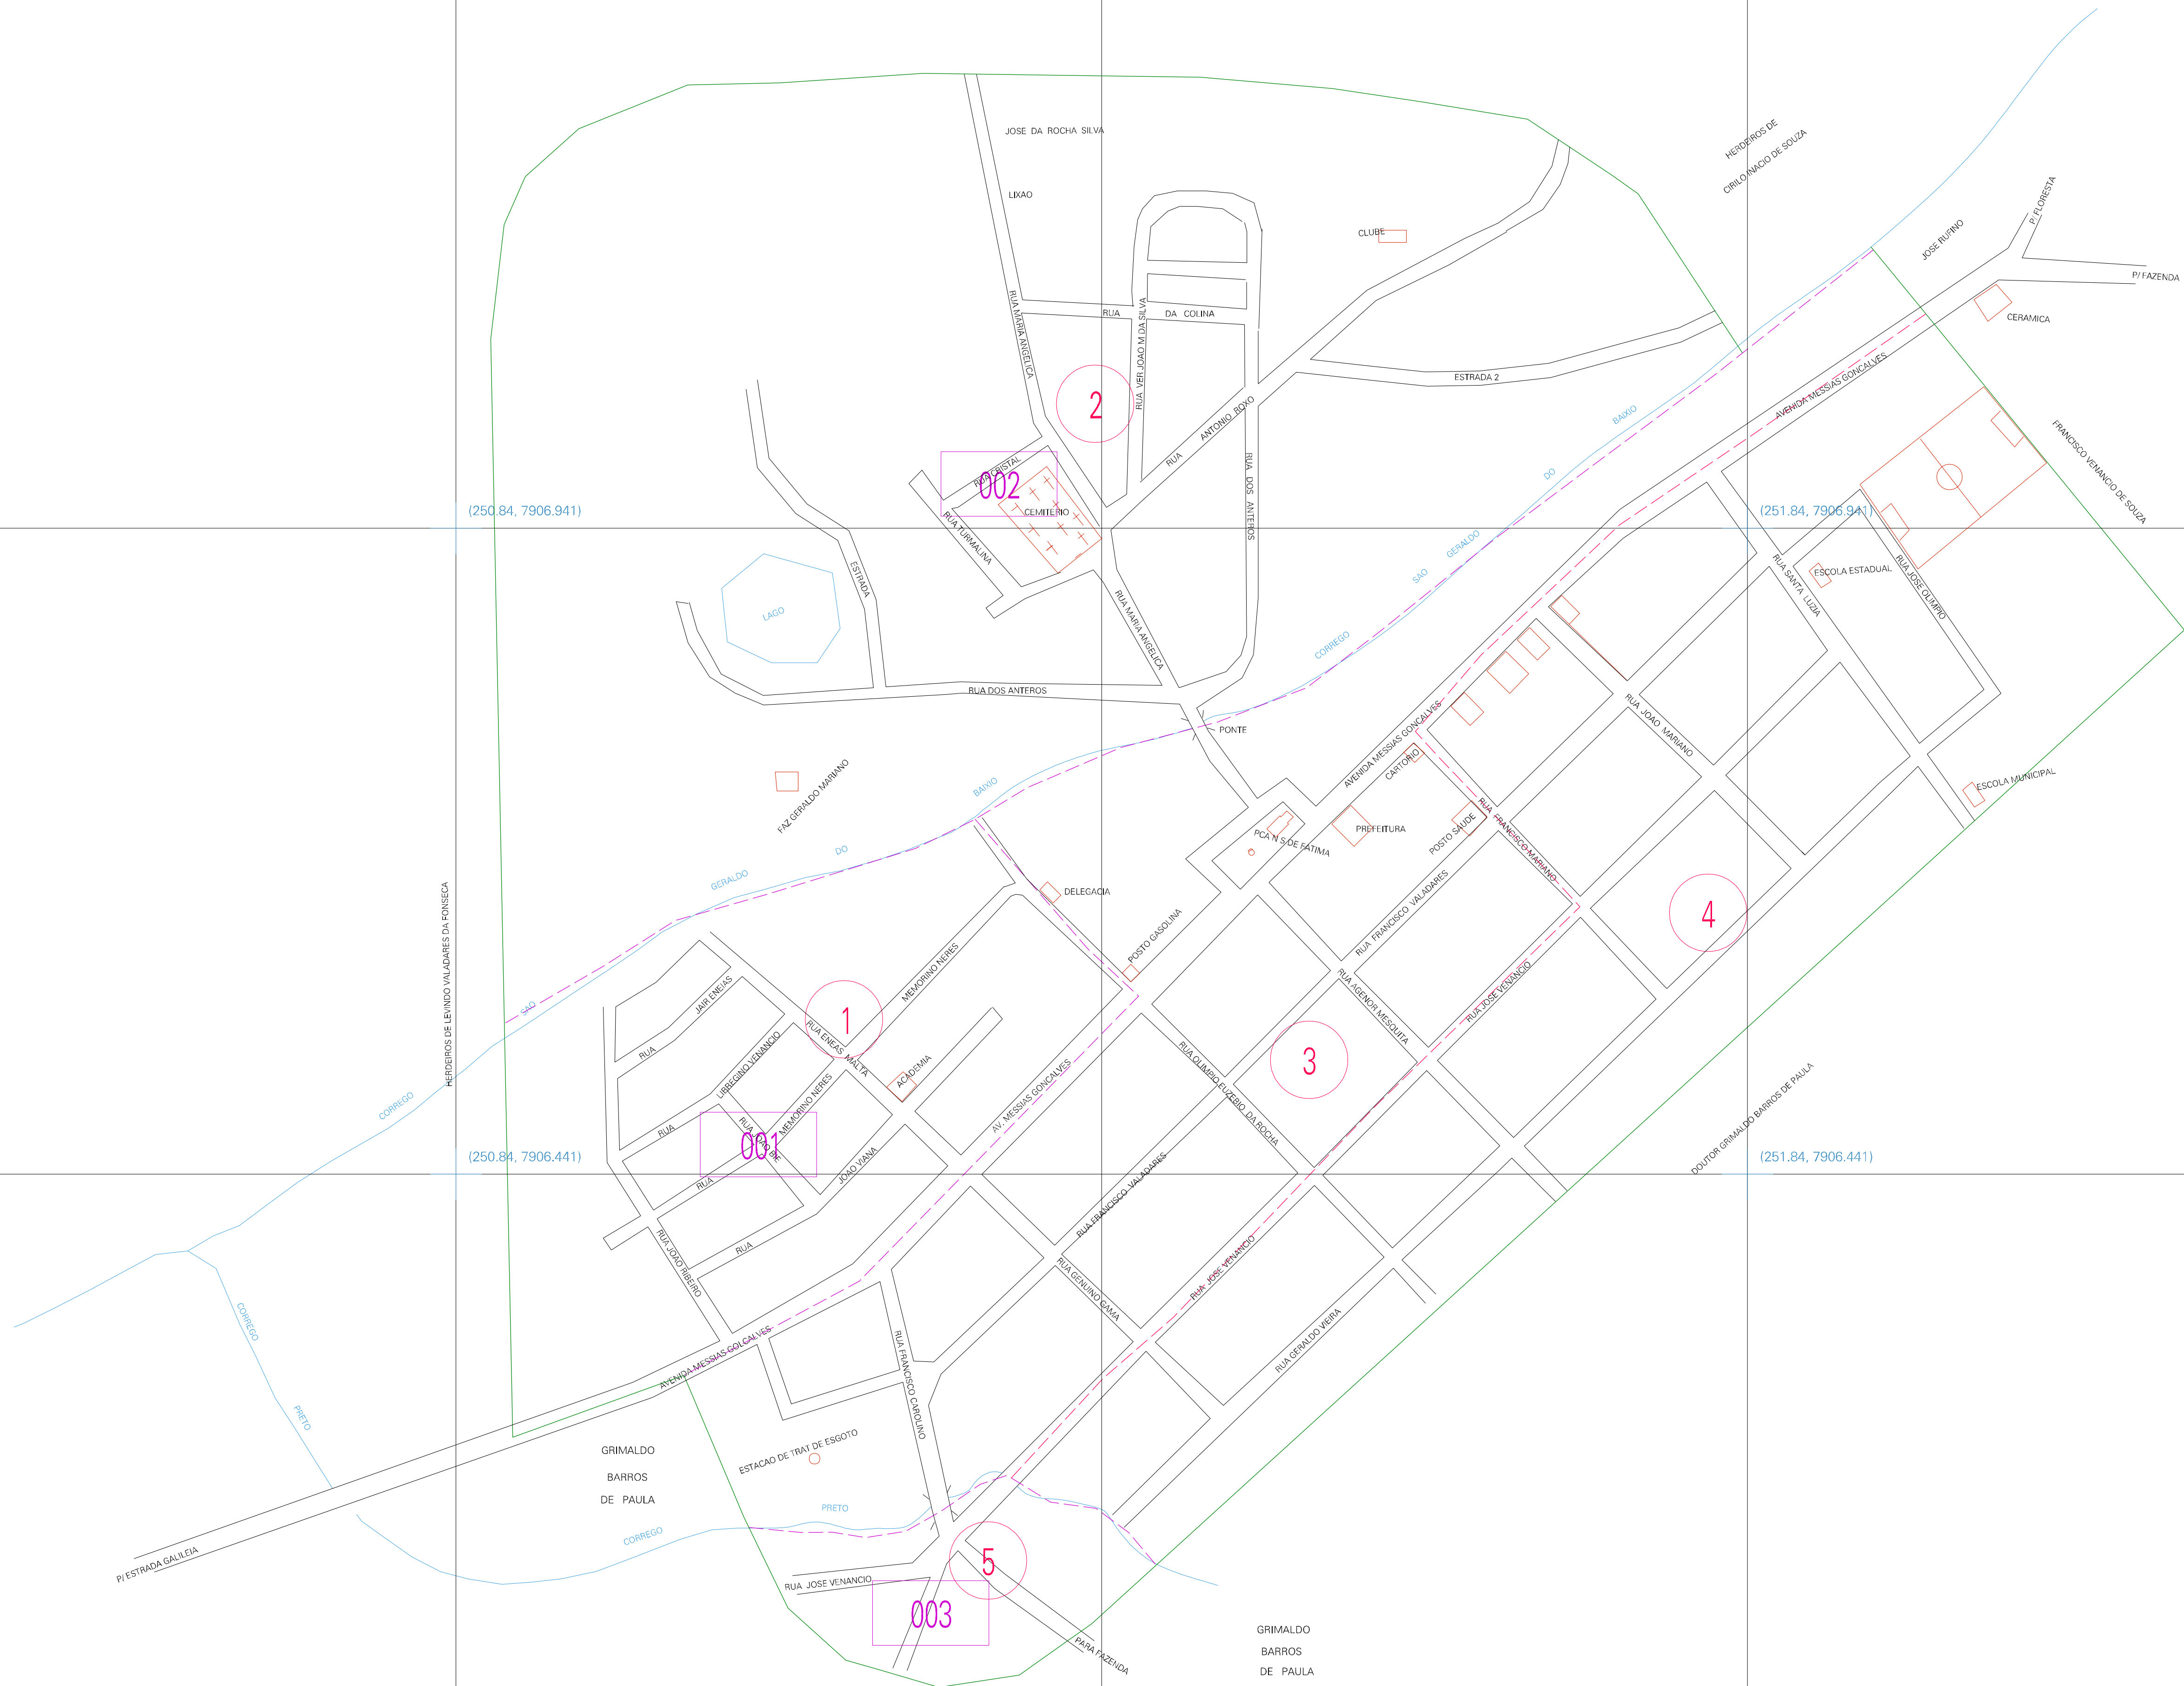 JOSE DA ROCHA SILVA
LIXAO
HERDEIROS DE
CIRILO INACIO DE SOUZA
P/ FLORESTA
JOSE RUFINO
P/ FAZENDA
CLUBE
CERAMICA
RUA MARIA ANGELICA
RUA DA COLINA
RUA VER JOAO M DA SILVA
2
ESTRADA 2
AVENIDA MESSIAS GONCALVES
BAIXIO
DO
GERALDO
SAO
CORREGO
FRANCISCO VENANCIO DE SOUZA
RUA ANTONIO ROXO
RUA DOS ANTEROS
RUA CRISTAL
002
CEMITERIO
RUA TURMALINA
(250.84, 7906.941)
(251.84, 7906.941)
ESTRADA
LAGO
RUA MARIA ANGELICA
ESCOLA ESTADUAL
RUA SANTA LUZIA
RUA JOSE OLIMPIO
RUA DOS ANTEROS
PONTE
RUA JOAO MARIANO
AVENIDA MESSIAS GONCALVES
CARTORIO
ESCOLA MUNICIPAL
FAZ GERALDO MARIANO
BAIXIO
DO
GERALDO
SAO
CORREGO
PCA N S DE FATIMA
PREFEITURA
POSTO SAUDE
RUA FRANCISCO MARIANO
DELEGACIA
POSTO GASOLINA
RUA FRANCISCO VALADARES
4
HERDEIROS DE LEVINDO VALADARES DA FONSECA
MEMORINO NERES
RUA JAIR ENEIAS
1
RUA ENEAS MALTA
RUA LIBREGINO VENANCIO
ACADEMIA
RUA MEMORINO NERES
RUA AGENOR MESQUITA
RUA JOSE VENANCIO
3
RUA OLIMPIO EUZEBIO DA ROCHA
AV. MESSIAS GONCALVES
DOUTOR GRIMALDO BARROS DE PAULA
001
(250.84, 7906.441)
(251.84, 7906.441)
RUA JOAO VIANA
RUA JOAO
RUA JOAO RIBEIRO
RUA FRANCISCO VALADARES
RUA GENUINO GAMA
RUA JOSE VENANCIO
RUA GERALDO VIEIRA
CORREGO
PRETO
AVENIDA MESSIAS GOLCALVES
RUA FRANCISCO CAROLINO
ESTACAO DE TRAT DE ESGOTO
GRIMALDO
BARROS
DE PAULA
PRETO
CORREGO
P/ ESTRADA GALILEIA
5
RUA JOSE VENANCIO
003
PARA FAZENDA
GRIMALDO
BARROS
DE PAULA